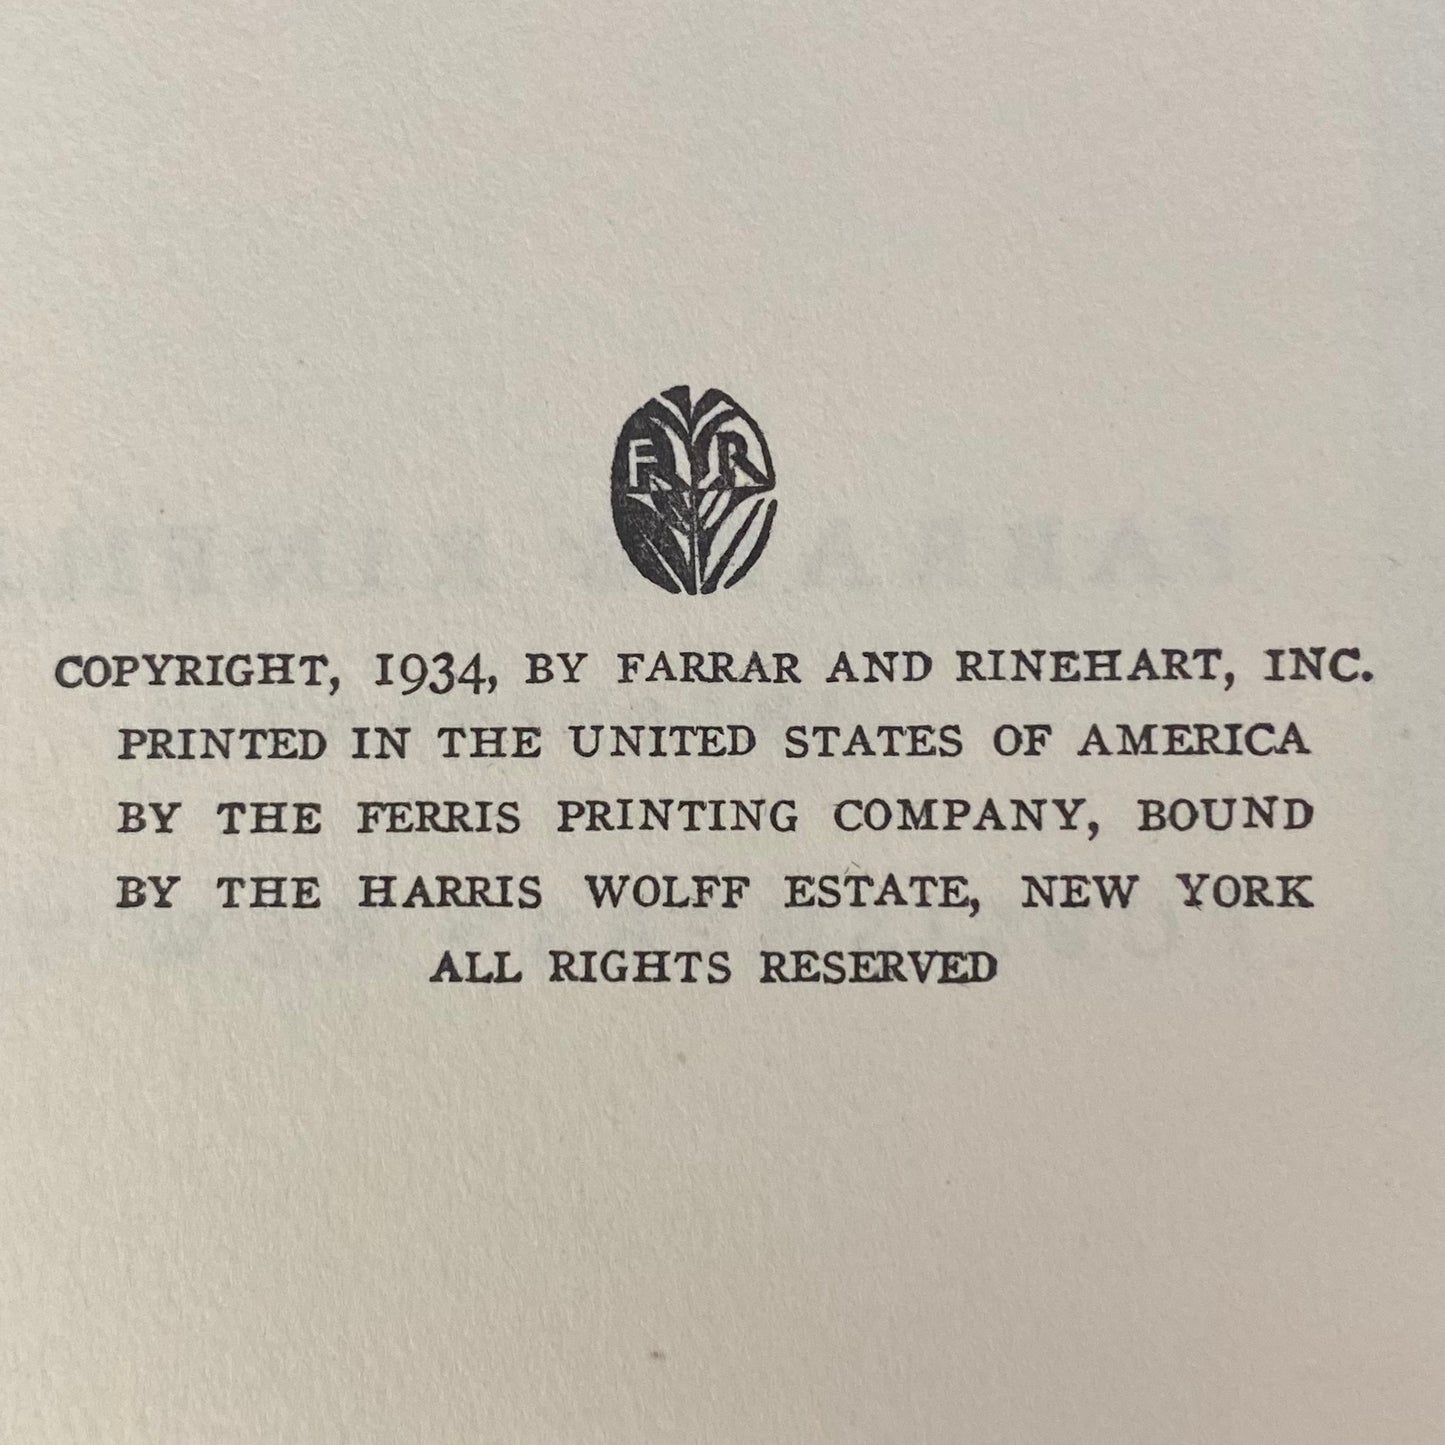 FR
COPYRIGHT, 1934, BY FARRAR AND RINEHART, INC.
PRINTED IN THE UNITED STATES OF AMERICA
BY THE FERRIS PRINTING COMPANY, BOUND
BY THE HARRIS WOLFF ESTATE, NEW YORK
ALL RIGHTS RESERVED